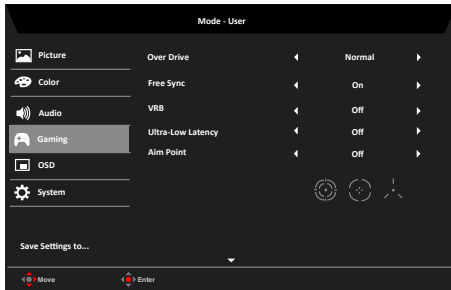 Mode - User
Picture
Over Drive Normal
Color
Free Sync On
Audio
VRB Off
Gaming
Ultra-Low Latency Off
Aim Point Off
OSD
System
Save Settings to...
Move Enter